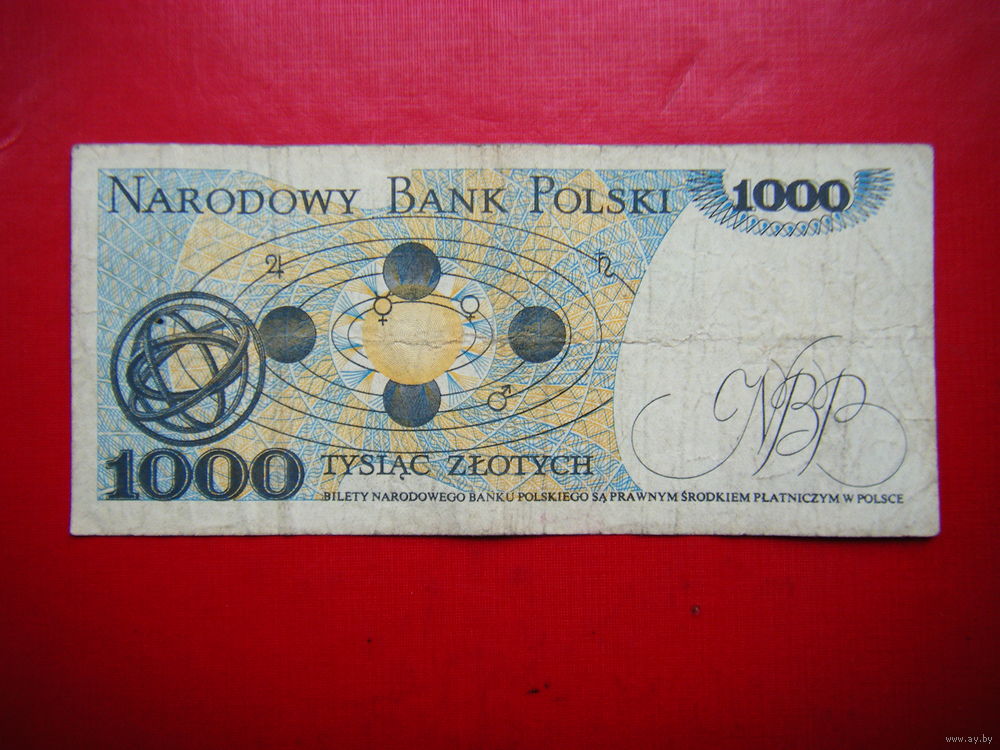 NARODOWY BANK POLSKI 1000
♃ ♄
☿ ♀
♂
NBP
1000 TYSIĄC ZŁOTYCH
BILETY NARODOWEGO BANKU POLSKIEGO SĄ PRAWNYM ŚRODKIEM PŁATNICZYM W POLSCE
www.ay.by